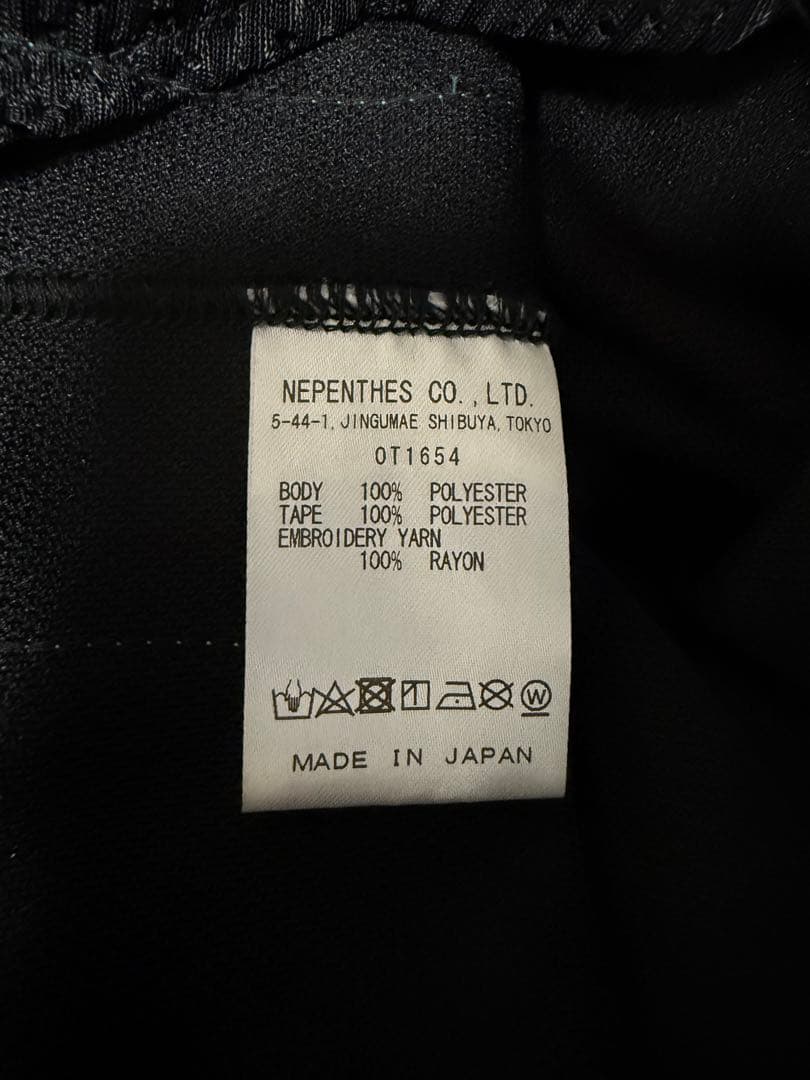 NEPENTHES CO., LTD.
5-44-1, JINGUMAE SHIBUYA, TOKYO
OT1654
BODY 100% POLYESTER
TAPE 100% POLYESTER
EMBROIDERY YARN
100% RAYON
W
MADE IN JAPAN